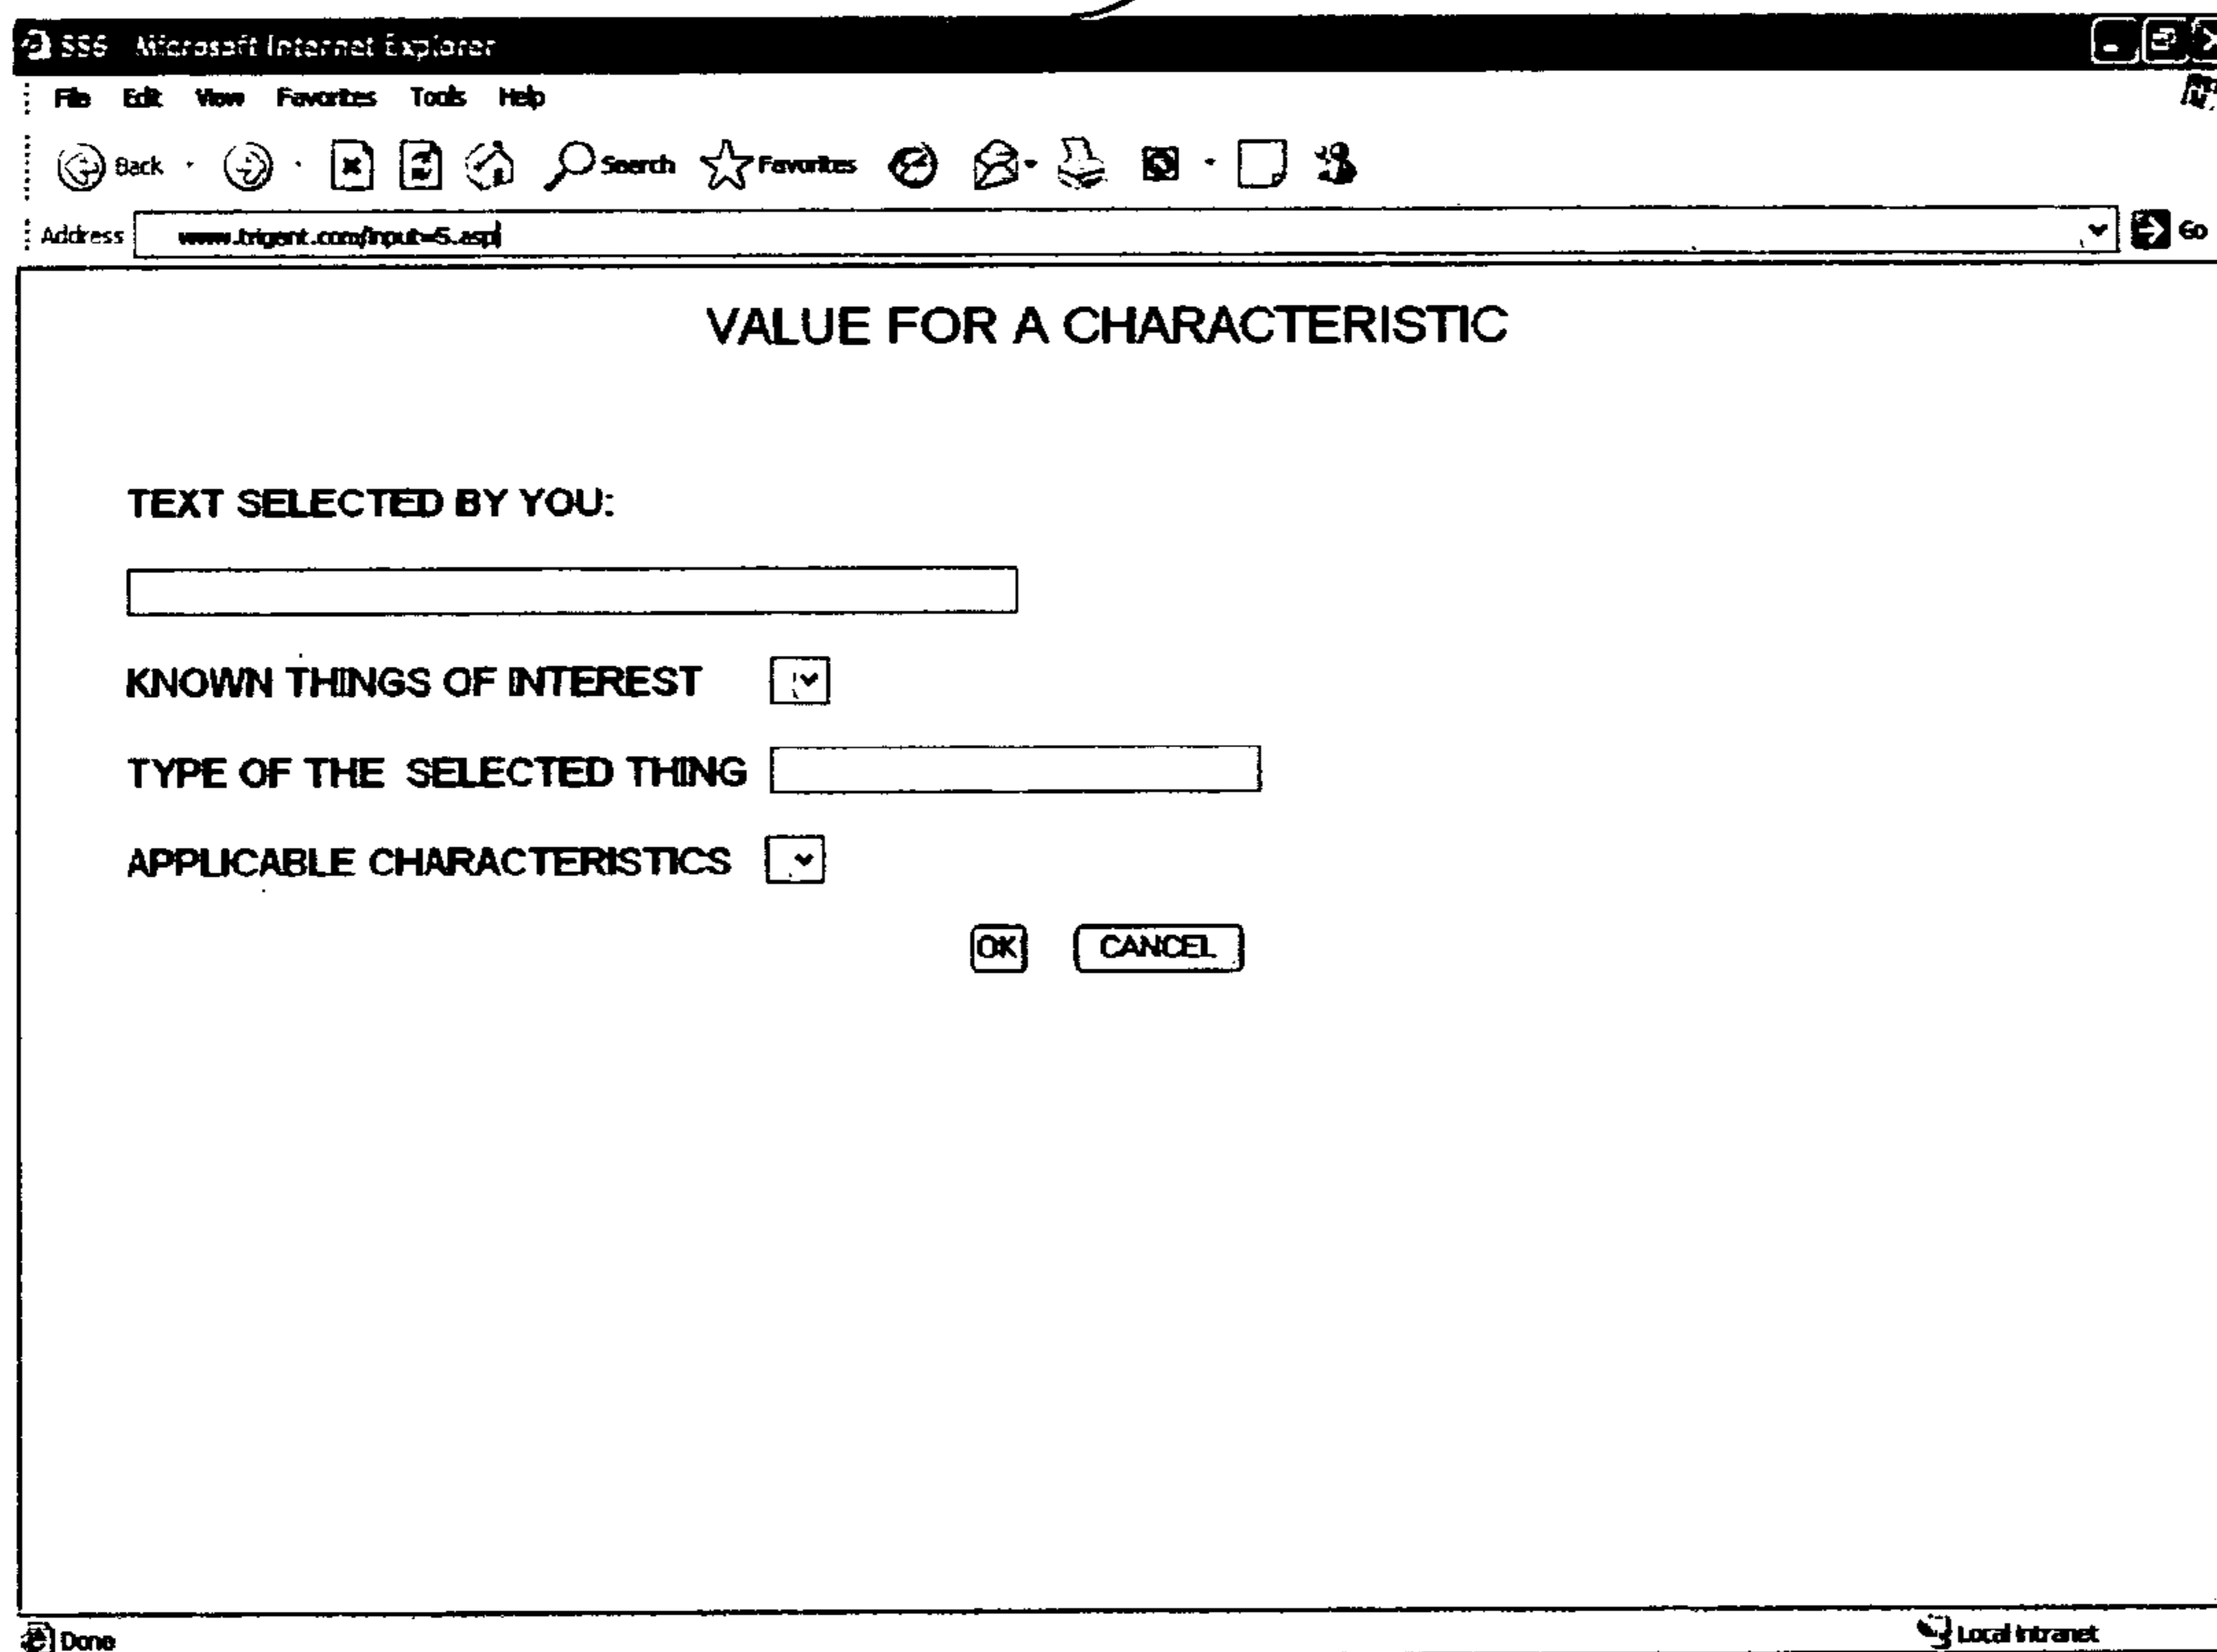 SSS Microsoft Internet Explorer
File Edit View Favorites Tools Help
Back Search Favorites
Address www.trigent.com/input=5.asp Go
VALUE FOR A CHARACTERISTIC
TEXT SELECTED BY YOU:
KNOWN THINGS OF INTEREST
TYPE OF THE SELECTED THING
APPLICABLE CHARACTERISTICS
OK CANCEL
Done Local intranet